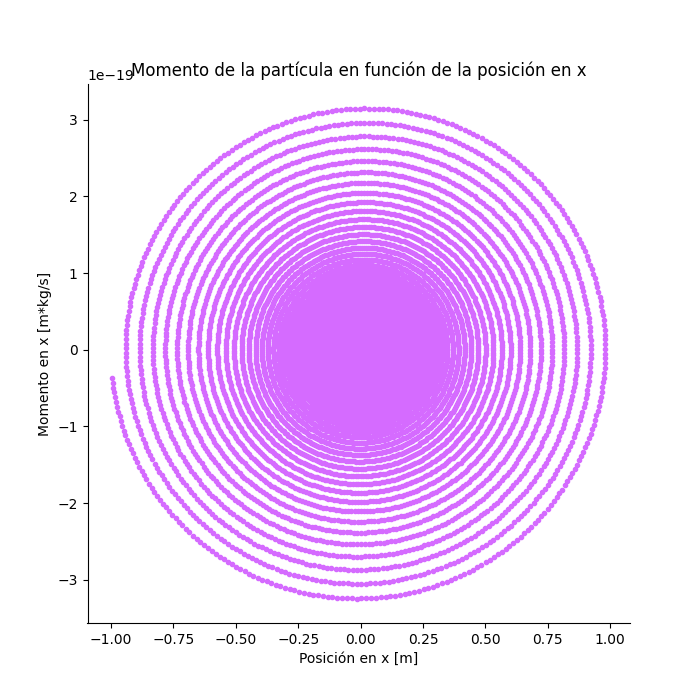 Momento de la partícula en función de la posición en x
1e−19
3
2
1
0
−1
−2
−3
Momento en x [m*kg/s]
−1.00 −0.75 −0.50 −0.25 0.00 0.25 0.50 0.75 1.00
Posición en x [m]